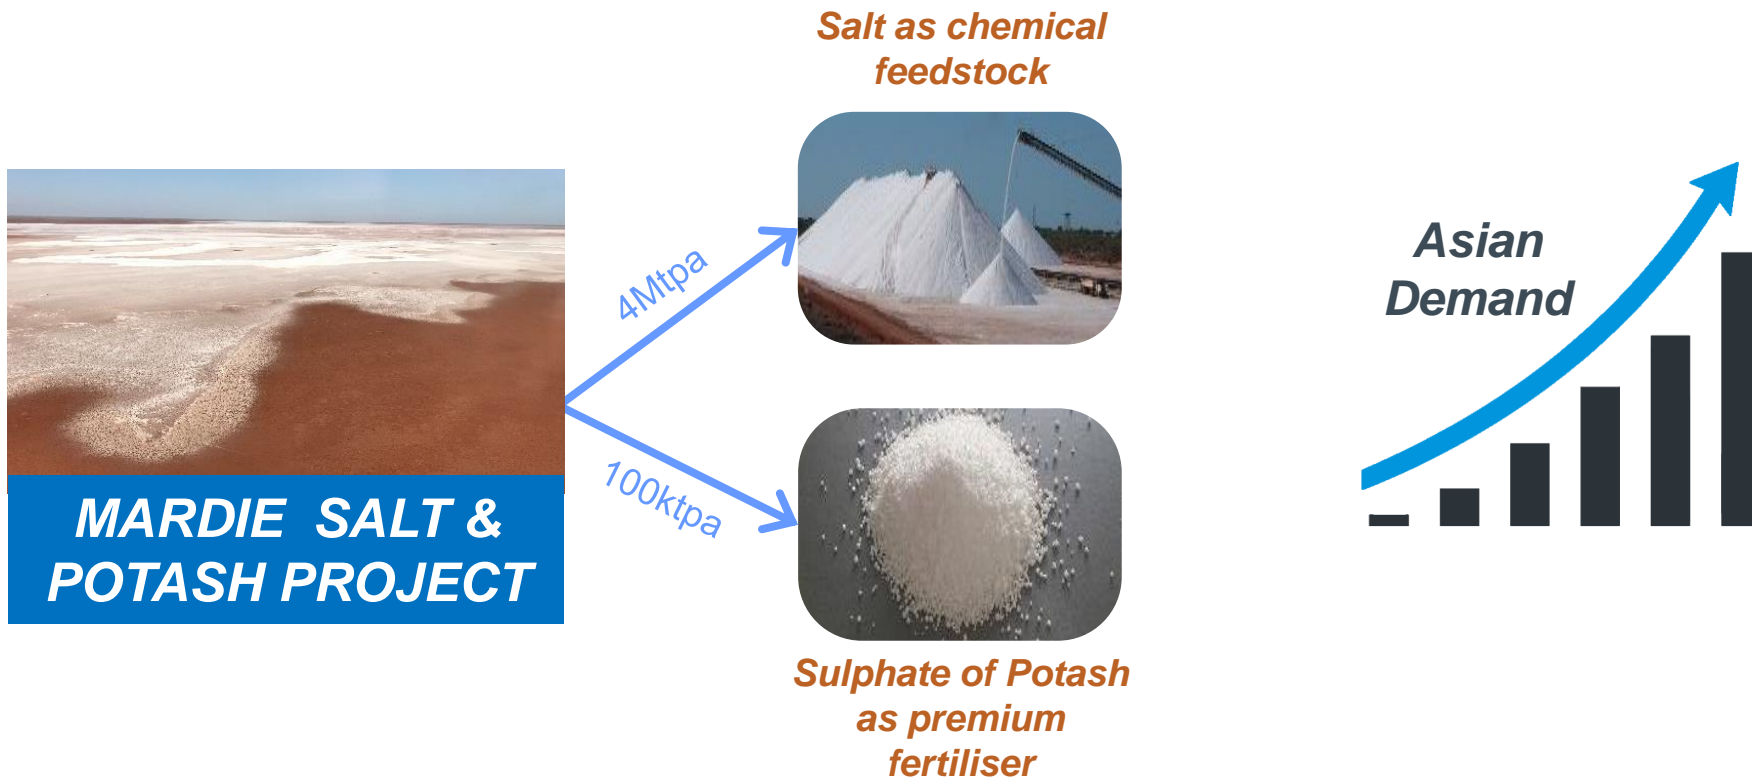 Salt as chemical
feedstock
4Mtpa
MARDIE SALT &
POTASH PROJECT
100ktpa
Sulphate of Potash
as premium
fertiliser
Asian
Demand